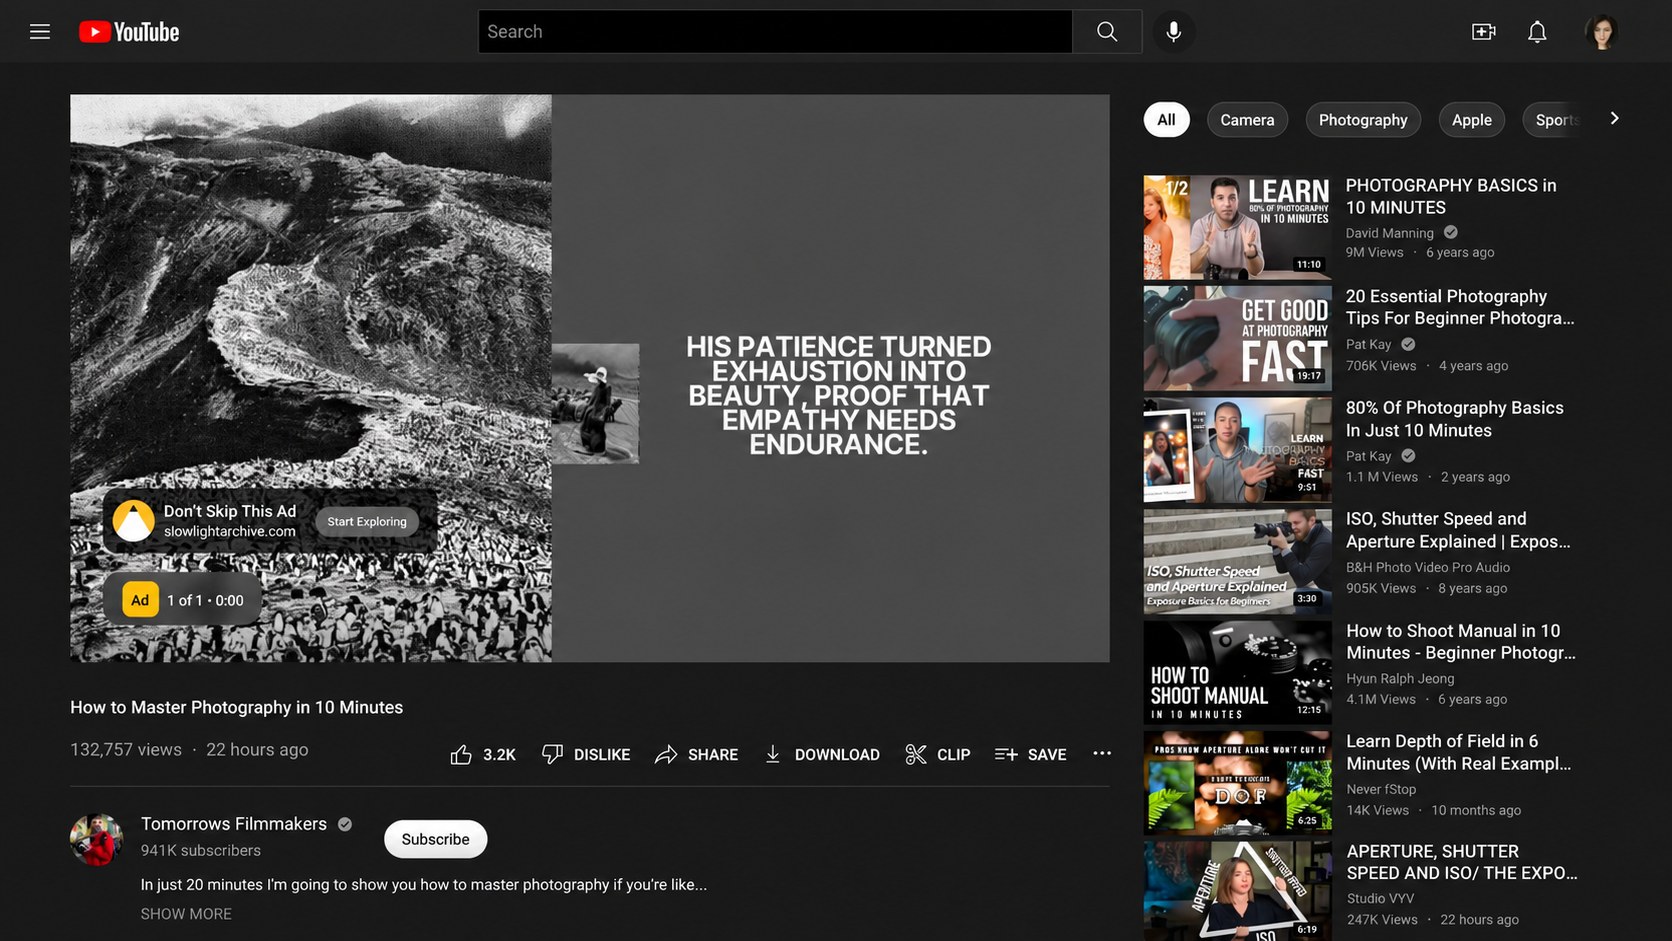 YouTube
Search
All
Camera
Photography
Apple
Sports
HIS PATIENCE TURNED
EXHAUSTION INTO
BEAUTY, PROOF THAT
EMPATHY NEEDS
ENDURANCE.
Don't Skip This Ad
slowlightarchive.com
Start Exploring
Ad
1 of 1 • 0:00
How to Master Photography in 10 Minutes
132,757 views · 22 hours ago
3.2K
DISLIKE
SHARE
DOWNLOAD
CLIP
SAVE
Tomorrows Filmmakers
941K subscribers
Subscribe
In just 20 minutes I'm going to show you how to master photography if you're like...
SHOW MORE
1/2
LEARN
80% OF PHOTOGRAPHY
IN 10 MINUTES
11:10
PHOTOGRAPHY BASICS in
10 MINUTES
David Manning
9M Views · 6 years ago
GET GOOD
AT PHOTOGRAPHY
FAST
19:17
20 Essential Photography
Tips For Beginner Photogra...
Pat Kay
706K Views · 4 years ago
LEARN
PHOTOGRAPHY
BASICS
FAST
9:51
80% Of Photography Basics
In Just 10 Minutes
Pat Kay
1.1 M Views · 2 years ago
ISO, Shutter Speed
and Aperture Explained
Exposure Basics for Beginners
3:30
ISO, Shutter Speed and
Aperture Explained | Expos...
B&H Photo Video Pro Audio
905K Views · 8 years ago
HOW TO
SHOOT MANUAL
IN 10 MINUTES
12:15
How to Shoot Manual in 10
Minutes - Beginner Photogr...
Hyun Ralph Jeong
4.1M Views · 6 years ago
PROS KNOW APERTURE ALONE WON'T CUT IT
DOF
6:25
Learn Depth of Field in 6
Minutes (With Real Exampl...
Never fStop
14K Views · 10 months ago
APERTURE
ISO
6:19
APERTURE, SHUTTER
SPEED AND ISO/ THE EXPO...
Studio VYV
247K Views · 22 hours ago